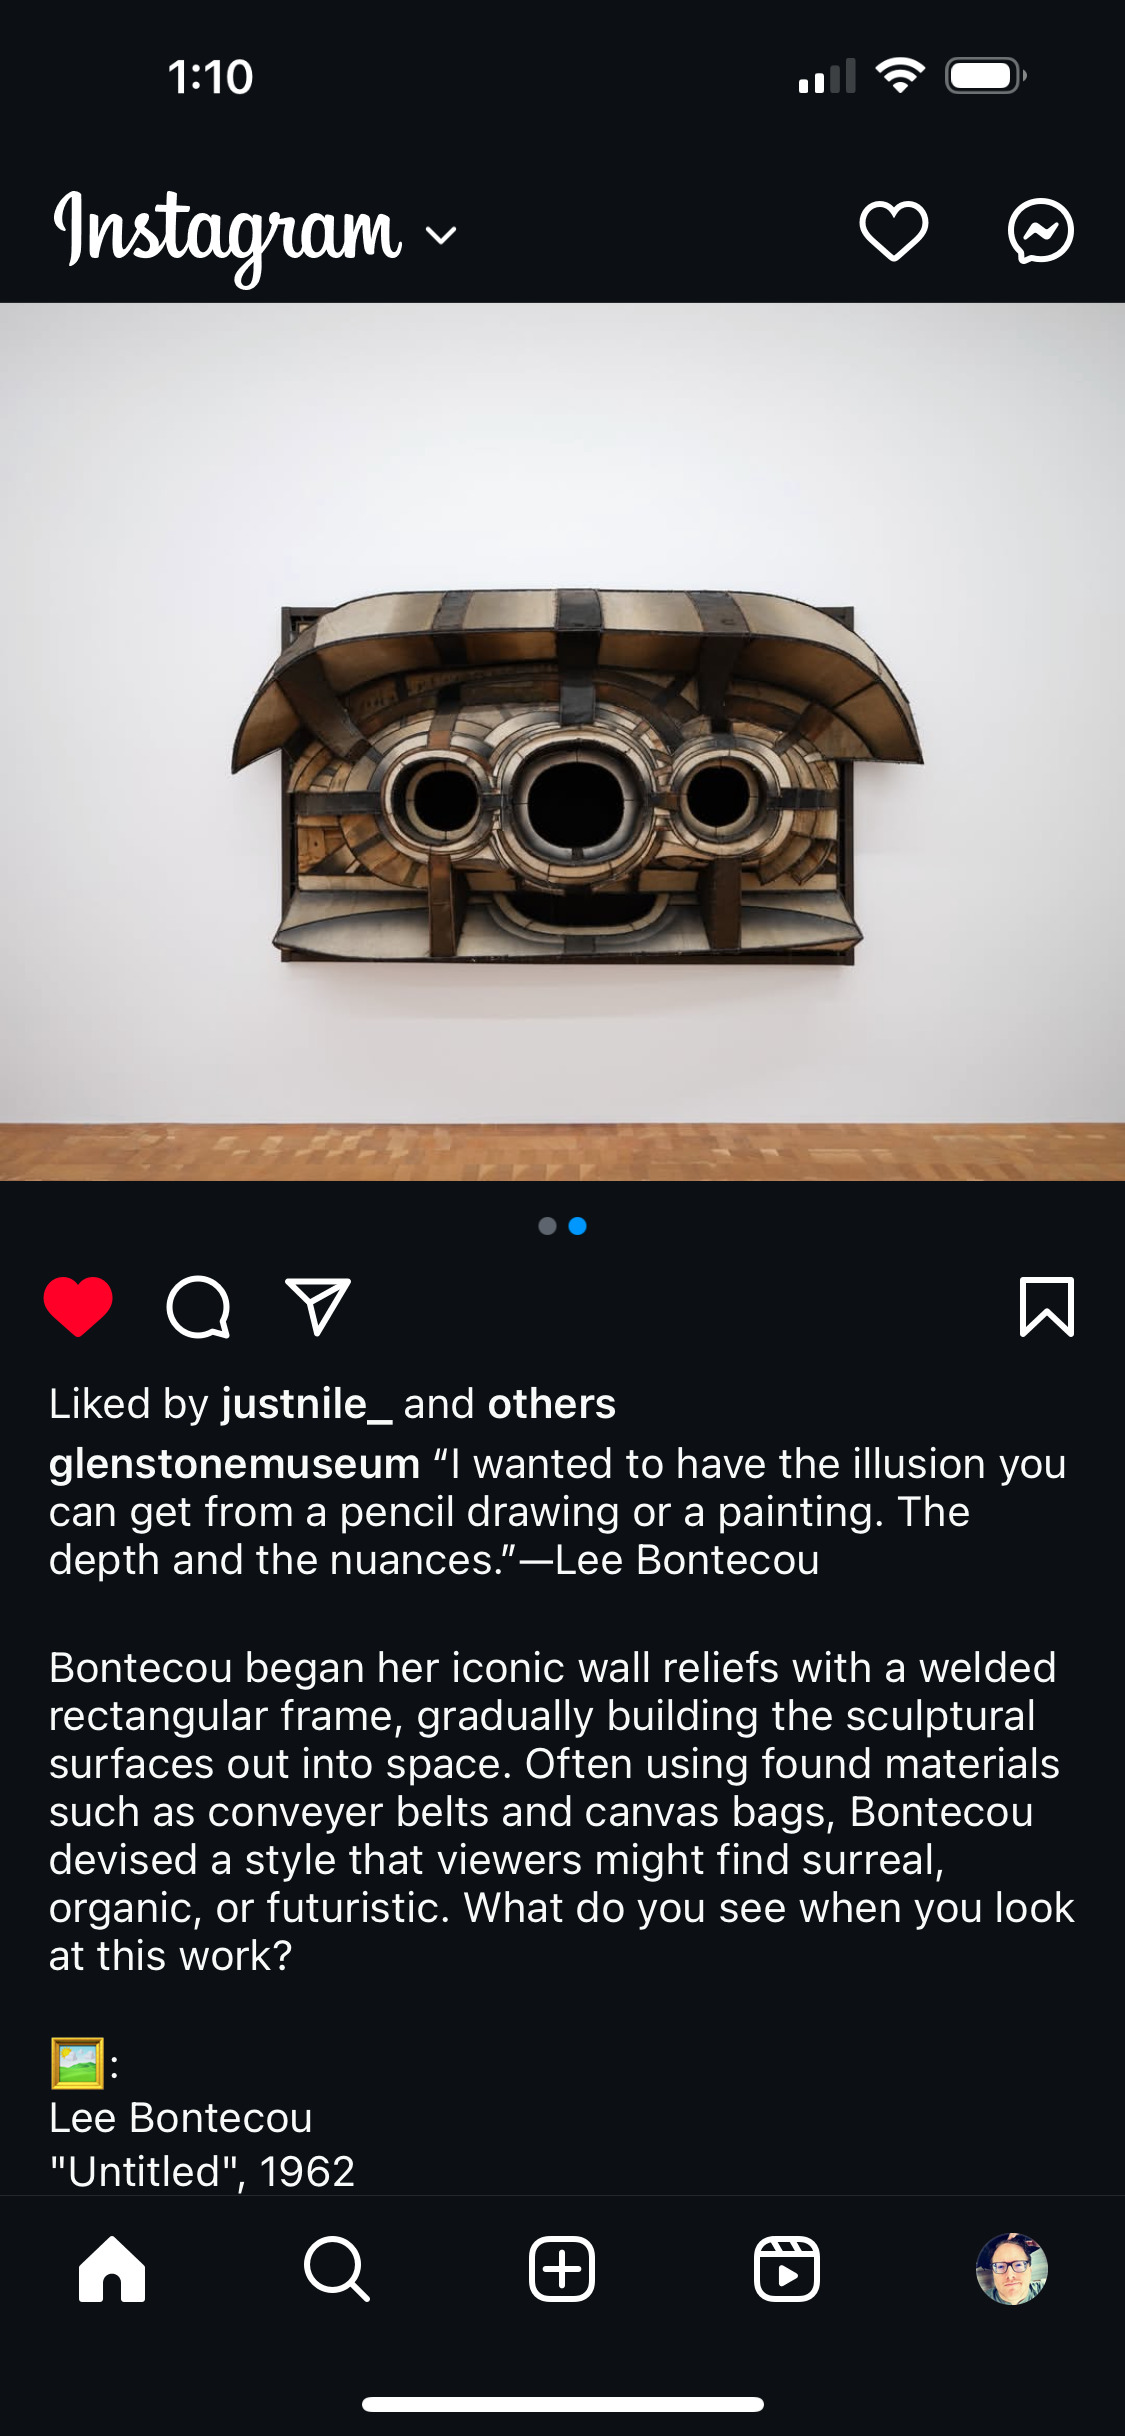 1:10
Instagram
Liked by justnile_ and others
glenstonemuseum “I wanted to have the illusion you
can get from a pencil drawing or a painting. The
depth and the nuances.”—Lee Bontecou
Bontecou began her iconic wall reliefs with a welded
rectangular frame, gradually building the sculptural
surfaces out into space. Often using found materials
such as conveyer belts and canvas bags, Bontecou
devised a style that viewers might find surreal,
organic, or futuristic. What do you see when you look
at this work?
🖼️:
Lee Bontecou
"Untitled", 1962